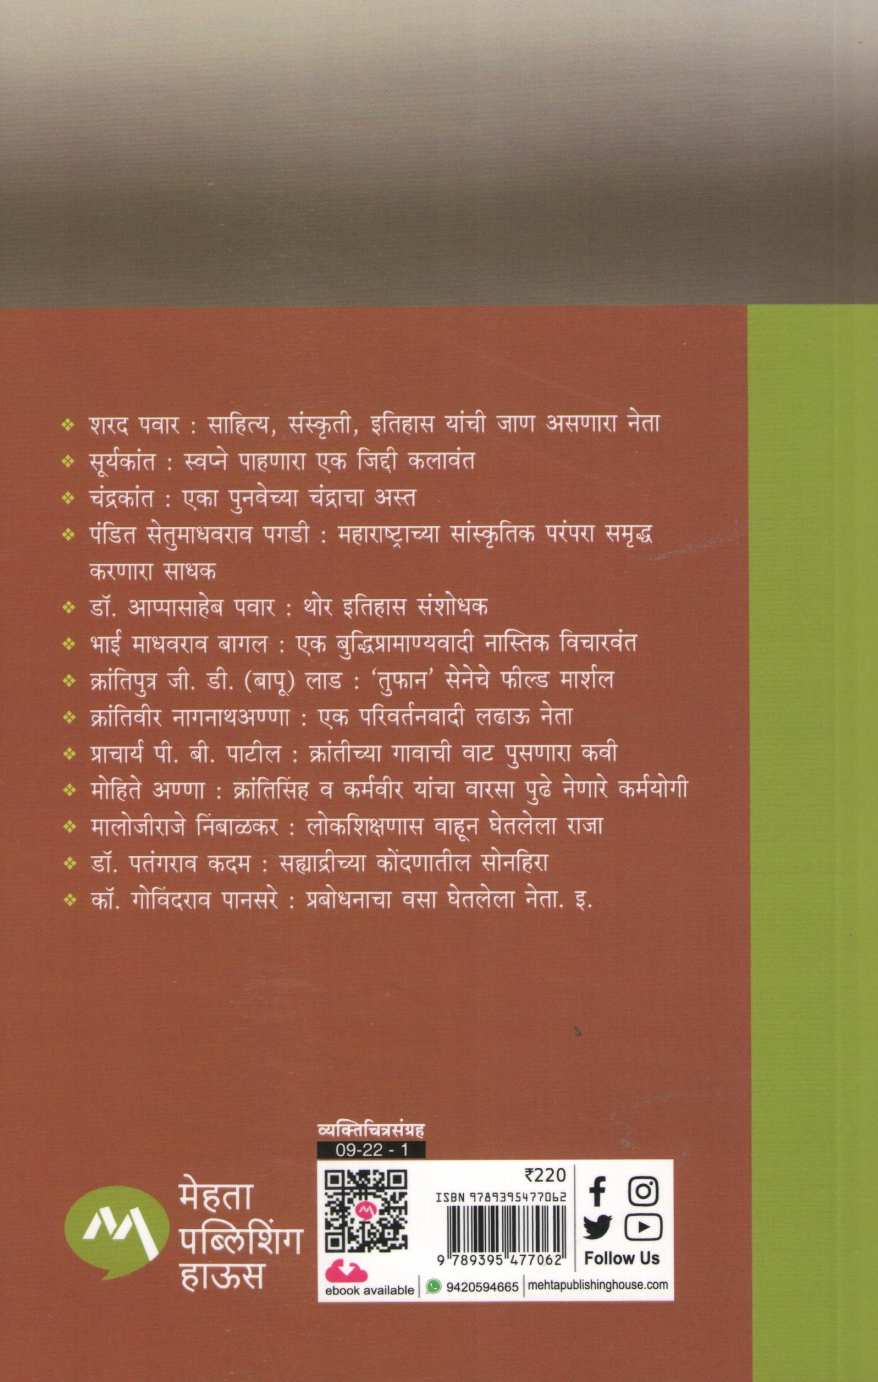 ❖ शरद पवार : साहित्य, संस्कृती, इतिहास यांची जाण असणारा नेता
❖ सूर्यकांत : स्वप्ने पाहणारा एक जिद्दी कलावंत
❖ चंद्रकांत : एका पुनवेच्या चंद्राचा अस्त
❖ पंडित सेतुमाधवराव पगडी : महाराष्ट्राच्या सांस्कृतिक परंपरा समृद्ध
करणारा साधक
❖ डॉ. आप्पासाहेब पवार : थोर इतिहास संशोधक
❖ भाई माधवराव बागल : एक बुद्धिप्रामाण्यवादी नास्तिक विचारवंत
❖ क्रांतिपुत्र जी. डी. (बापू) लाड : ‘तुफान’ सेनेचे फील्ड मार्शल
❖ क्रांतिवीर नागनाथअण्णा : एक परिवर्तनवादी लढाऊ नेता
❖ प्राचार्य पी. बी. पाटील : क्रांतीच्या गावाची वाट पुसणारा कवी
❖ मोहिते अण्णा : क्रांतिसिंह व कर्मवीर यांचा वारसा पुढे नेणारे कर्मयोगी
❖ मालोजीराजे निंबाळकर : लोकशिक्षणास वाहून घेतलेला राजा
❖ डॉ. पतंगराव कदम : सह्याद्रीच्या कोंदणातील सोनहिरा
❖ कॉ. गोविंदराव पानसरे : प्रबोधनाचा वसा घेतलेला नेता. इ.
व्यक्तिचित्रसंग्रह
09-22 - 1
मेहता
पब्लिशिंग
हाऊस
₹220
ISBN 9789395477062
9 789395 477062
Follow Us
ebook available
9420594665
mehtapublishinghouse.com